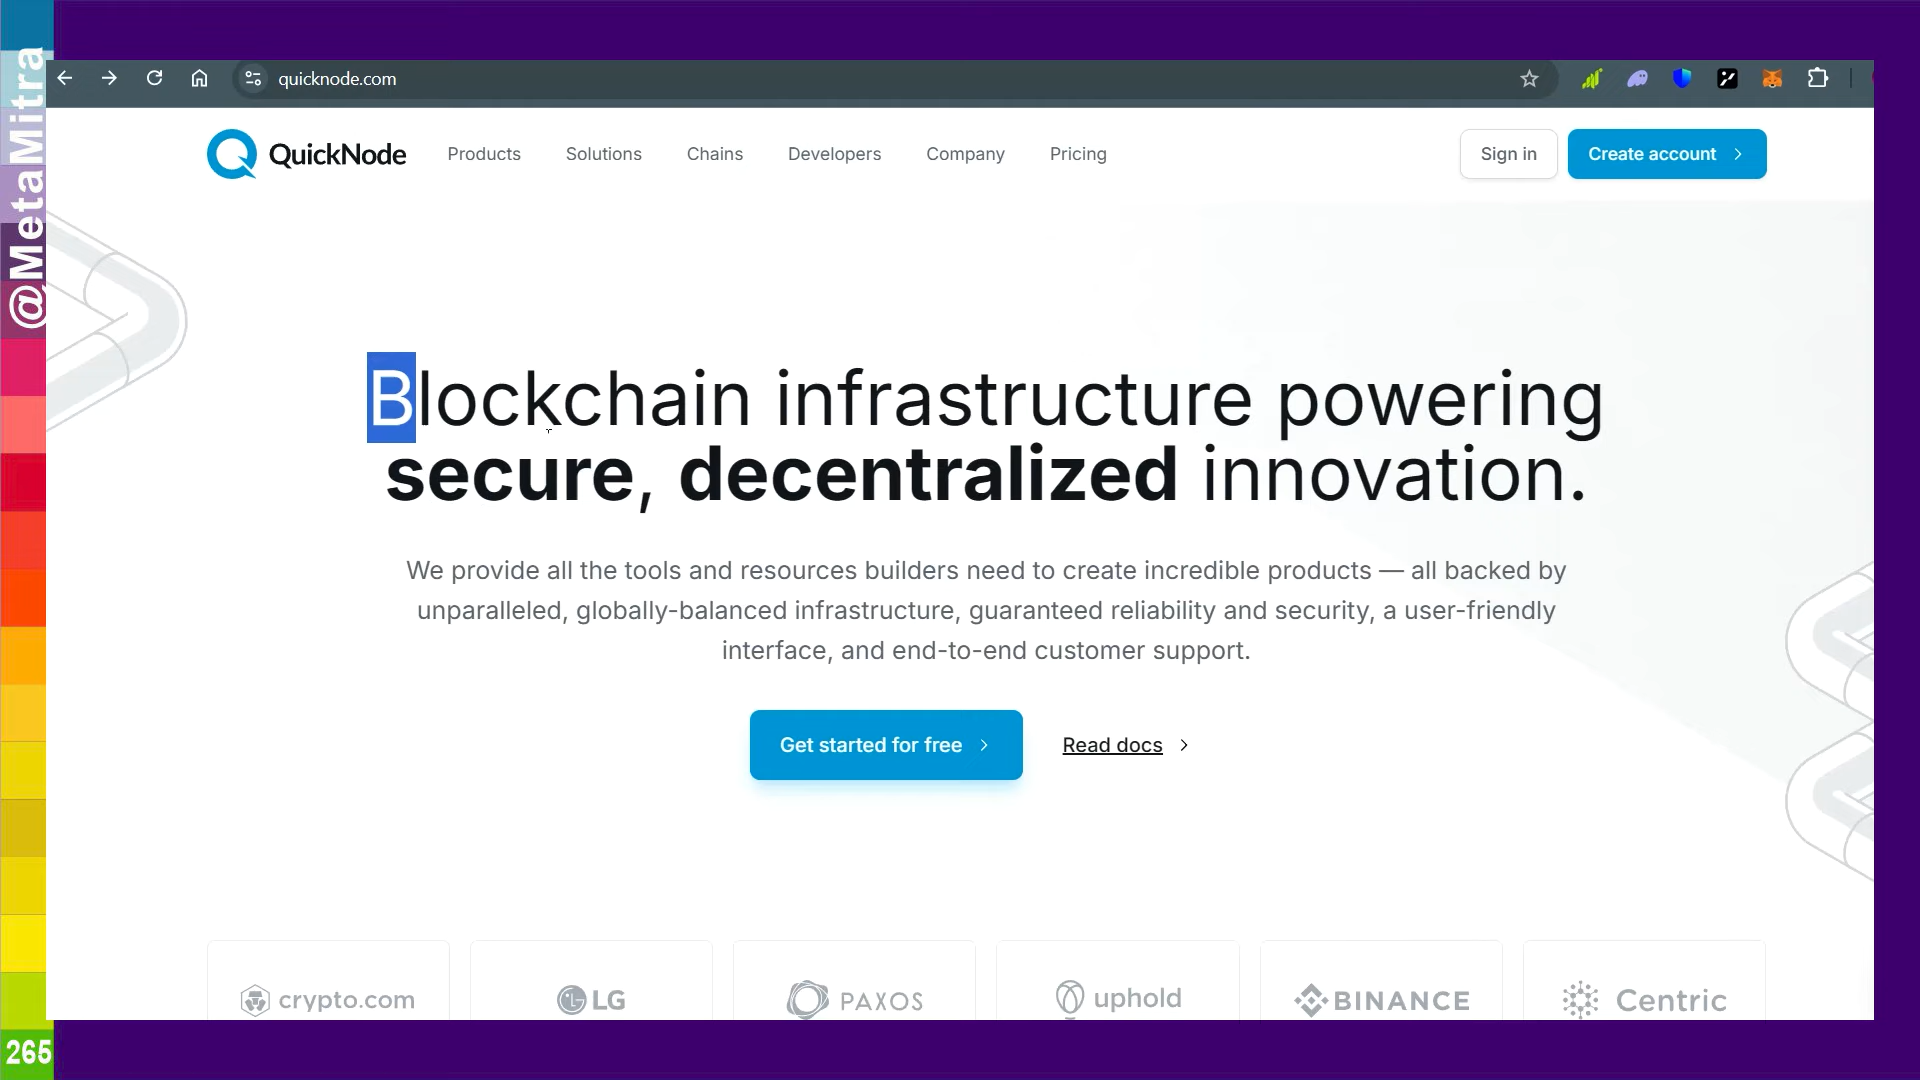 @MetaMitra
quicknode.com
QuickNode
Products
Solutions
Chains
Developers
Company
Pricing
Sign in
Create account
Blockchain infrastructure powering
secure, decentralized innovation.
We provide all the tools and resources builders need to create incredible products — all backed by
unparalleled, globally-balanced infrastructure, guaranteed reliability and security, a user-friendly
interface, and end-to-end customer support.
Get started for free
Read docs
crypto.com
LG
PAXOS
uphold
BINANCE
Centric
265